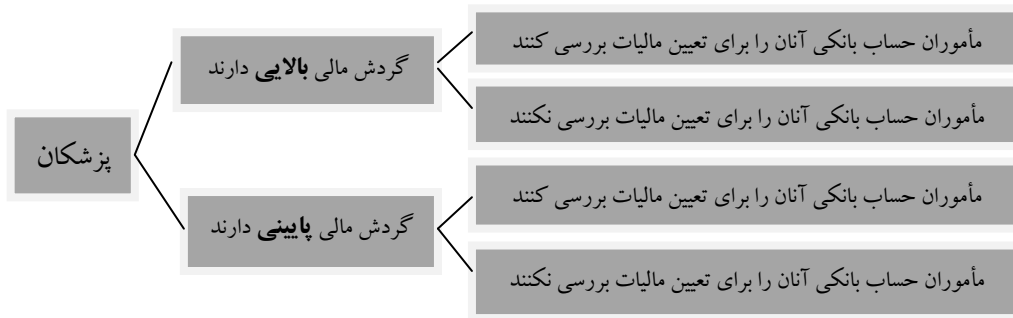 پزشکان
گردش مالی بالایی دارند
مأموران حساب بانکی آنان را برای تعیین مالیات بررسی کنند
مأموران حساب بانکی آنان را برای تعیین مالیات بررسی نکنند
گردش مالی پایینی دارند
مأموران حساب بانکی آنان را برای تعیین مالیات بررسی کنند
مأموران حساب بانکی آنان را برای تعیین مالیات بررسی نکنند